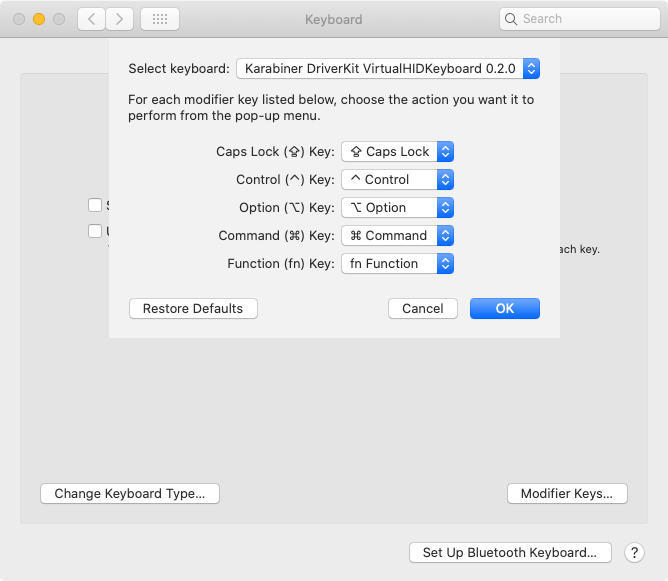 Keyboard
Search
Select keyboard: Karabiner DriverKit VirtualHIDKeyboard 0.2.0
For each modifier key listed below, choose the action you want it to
perform from the pop-up menu.
Caps Lock (⇪) Key: ⇪ Caps Lock
Control (^) Key: ^ Control
Option (⌥) Key: ⌥ Option
Command (⌘) Key: ⌘ Command
ach key.
Function (fn) Key: fn Function
Restore Defaults Cancel OK
Change Keyboard Type... Modifier Keys...
Set Up Bluetooth Keyboard... ?